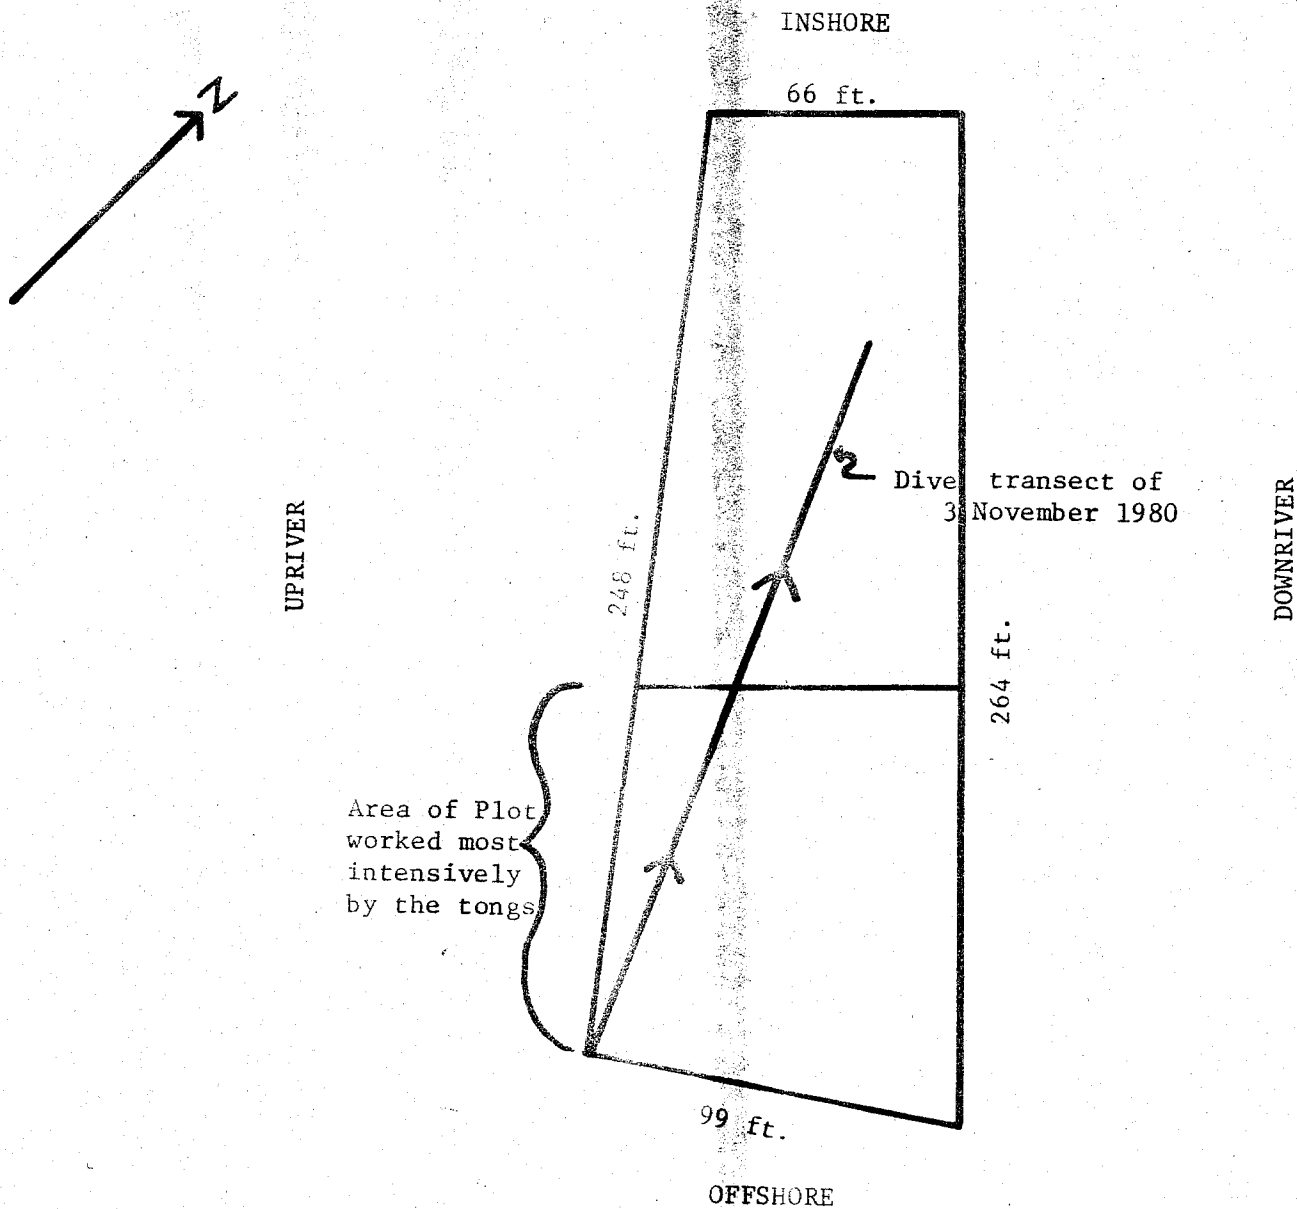 INSHORE
N
66 ft.
248 ft.
Dive transect of
3 November 1980
UPRIVER
DOWNRIVER
264 ft.
Area of Plot
worked most
intensively
by the tongs
99 ft.
OFFSHORE